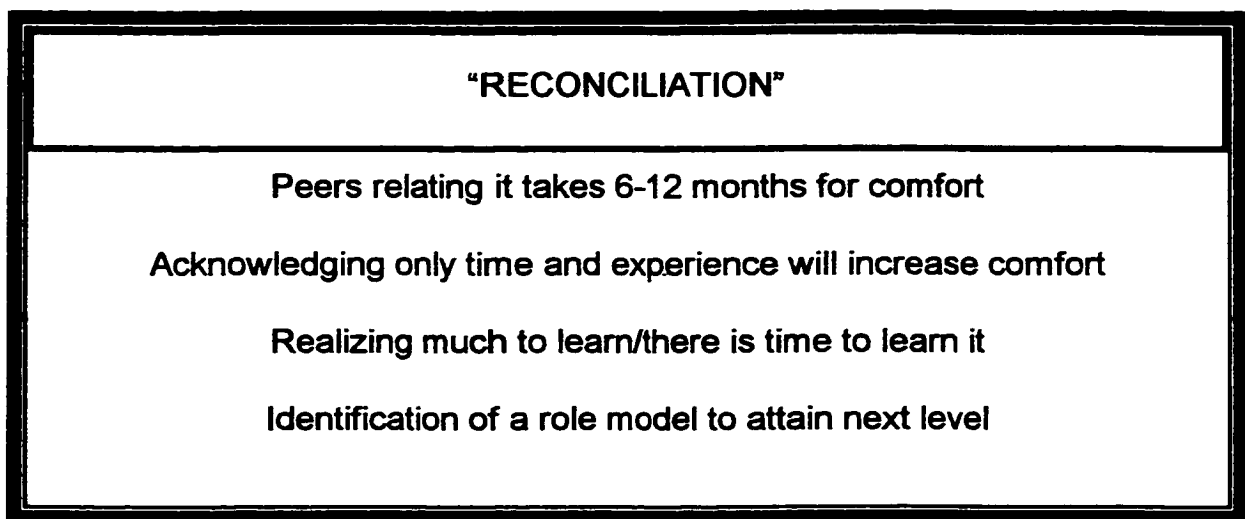 "RECONCILIATION"
Peers relating it takes 6-12 months for comfort
Acknowledging only time and experience will increase comfort
Realizing much to learn/there is time to learn it
Identification of a role model to attain next level